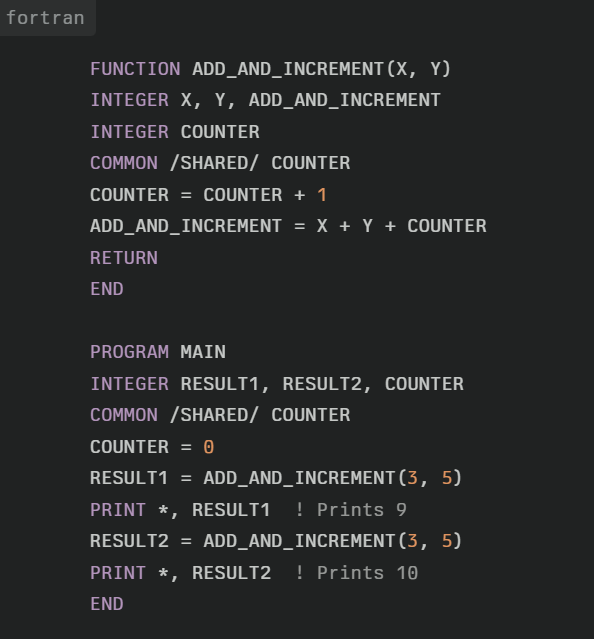 fortran
FUNCTION ADD_AND_INCREMENT(X, Y)
INTEGER X, Y, ADD_AND_INCREMENT
INTEGER COUNTER
COMMON /SHARED/ COUNTER
COUNTER = COUNTER + 1
ADD_AND_INCREMENT = X + Y + COUNTER
RETURN
END
PROGRAM MAIN
INTEGER RESULT1, RESULT2, COUNTER
COMMON /SHARED/ COUNTER
COUNTER = 0
RESULT1 = ADD_AND_INCREMENT(3, 5)
PRINT *, RESULT1  ! Prints 9
RESULT2 = ADD_AND_INCREMENT(3, 5)
PRINT *, RESULT2  ! Prints 10
END